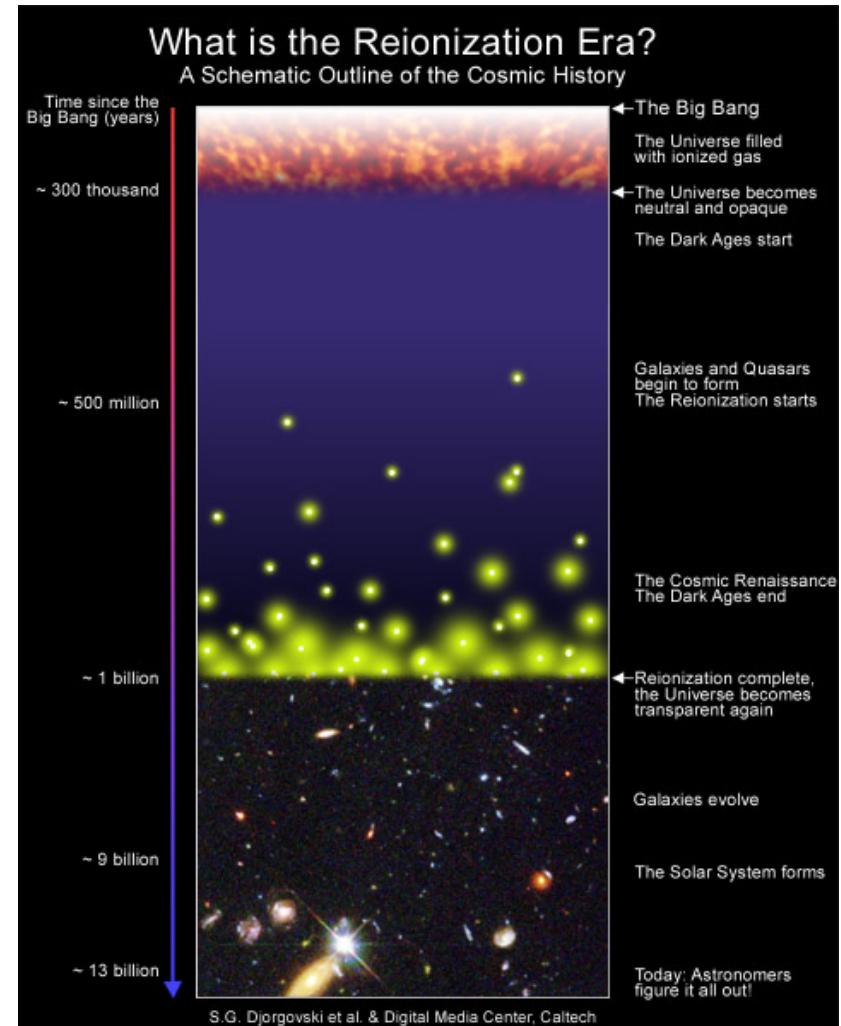 What is the Reionization Era?
A Schematic Outline of the Cosmic History
Time since the
Big Bang (years)
The Big Bang
The Universe filled
with ionized gas
~ 300 thousand
The Universe becomes
neutral and opaque
The Dark Ages start
Galaxies and Quasars
begin to form
The Reionization starts
~ 500 million
The Cosmic Renaissance
The Dark Ages end
~ 1 billion
Reionization complete,
the Universe becomes
transparent again
Galaxies evolve
~ 9 billion
The Solar System forms
~ 13 billion
Today: Astronomers
figure it all out!
S.G. Djorgovski et al. & Digital Media Center, Caltech